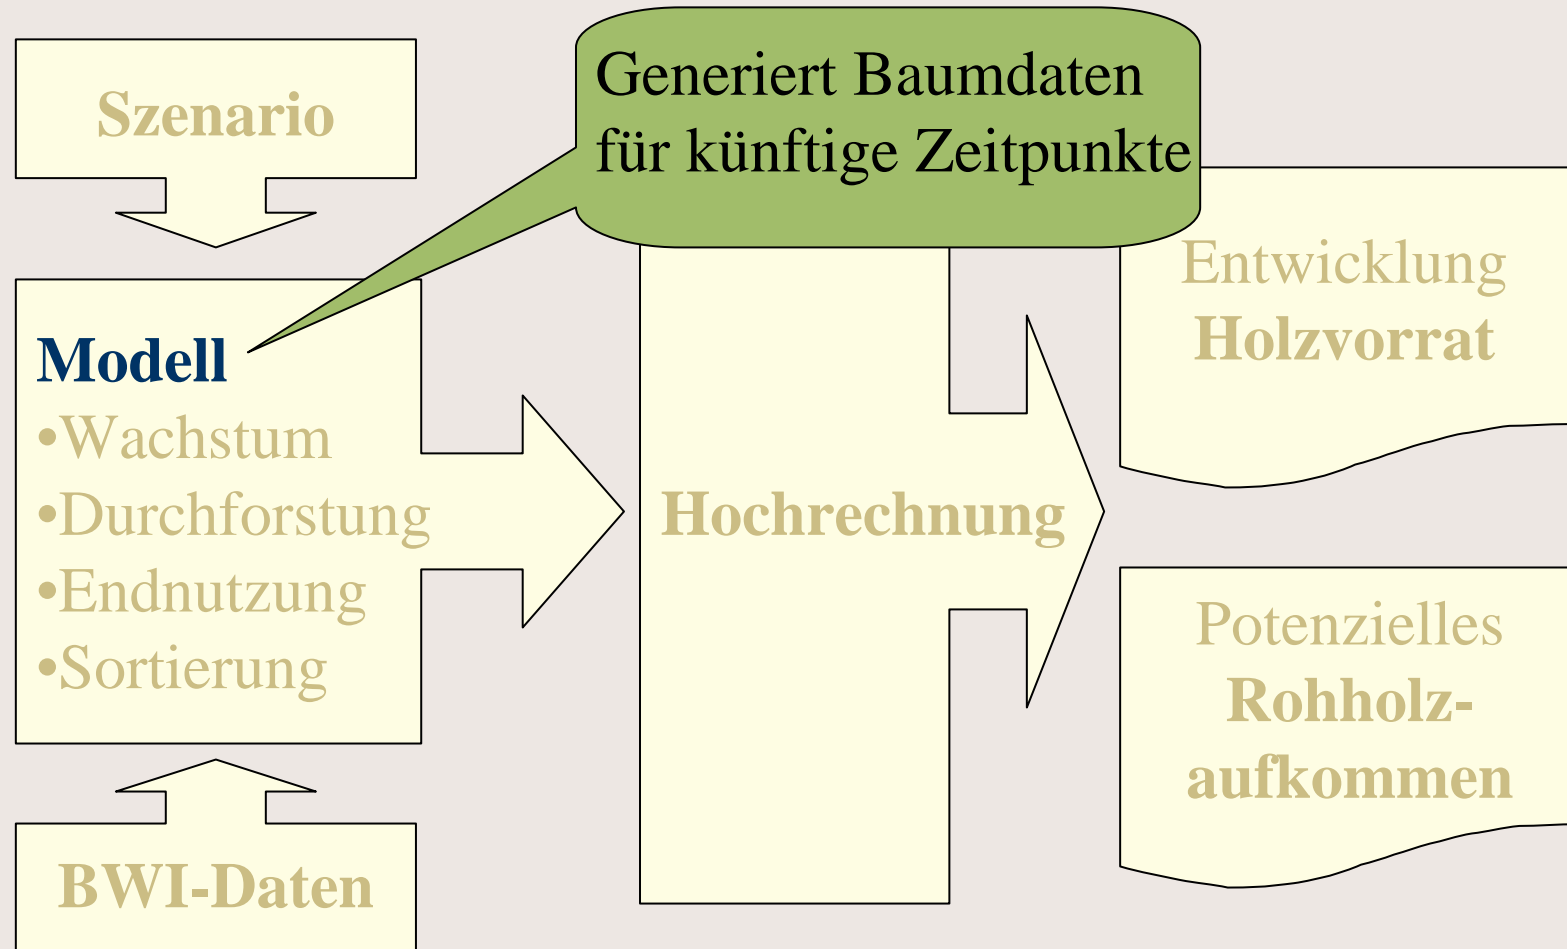 Szenario
Generiert Baumdaten
für künftige Zeitpunkte
Modell
•Wachstum
•Durchforstung
•Endnutzung
•Sortierung
BWI-Daten
Hochrechnung
Entwicklung
Holzvorrat
Potenzielles
Rohholz-
aufkommen